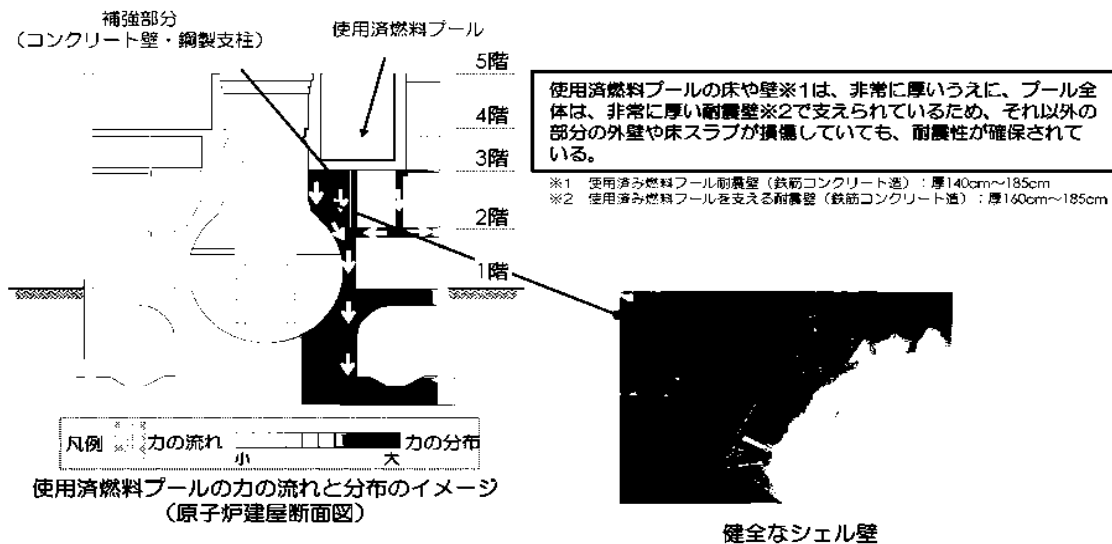 補強部分
（コンクリート壁・鋼製支柱）
使用済燃料プール
5階
4階
3階
2階
1階
使用済燃料プールの床や壁※1は、非常に厚いうえに、プール全
体は、非常に厚い耐震壁※2で支えられているため、それ以外の
部分の外壁や床スラブが損傷していても、耐震性が確保されて
いる。
※1 使用済み燃料プール耐震壁（鉄筋コンクリート造）：厚140cm～185cm
※2 使用済み燃料プールを支える耐震壁（鉄筋コンクリート造）：厚160cm～185cm
凡例 力の流れ 力の分布
小 大
使用済燃料プールの力の流れと分布のイメージ
（原子炉建屋断面図）
健全なシェル壁